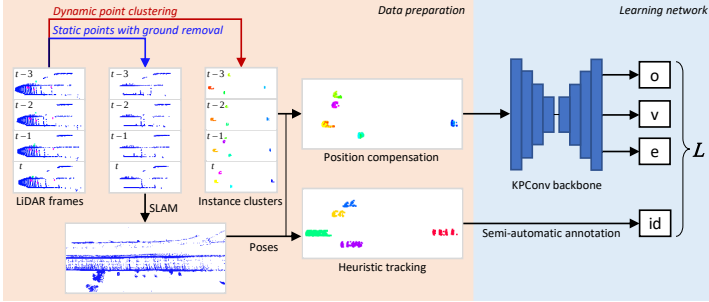 Dynamic point clustering
Data preparation
Learning network
Static points with ground removal
t−3
t−3
t−3
t−2
t−2
t−2
t−1
t−1
t−1
t
t
t
LiDAR frames
Instance clusters
SLAM
Poses
Position compensation
Heuristic tracking
KPConv backbone
Semi-automatic annotation
o
v
e
id
L